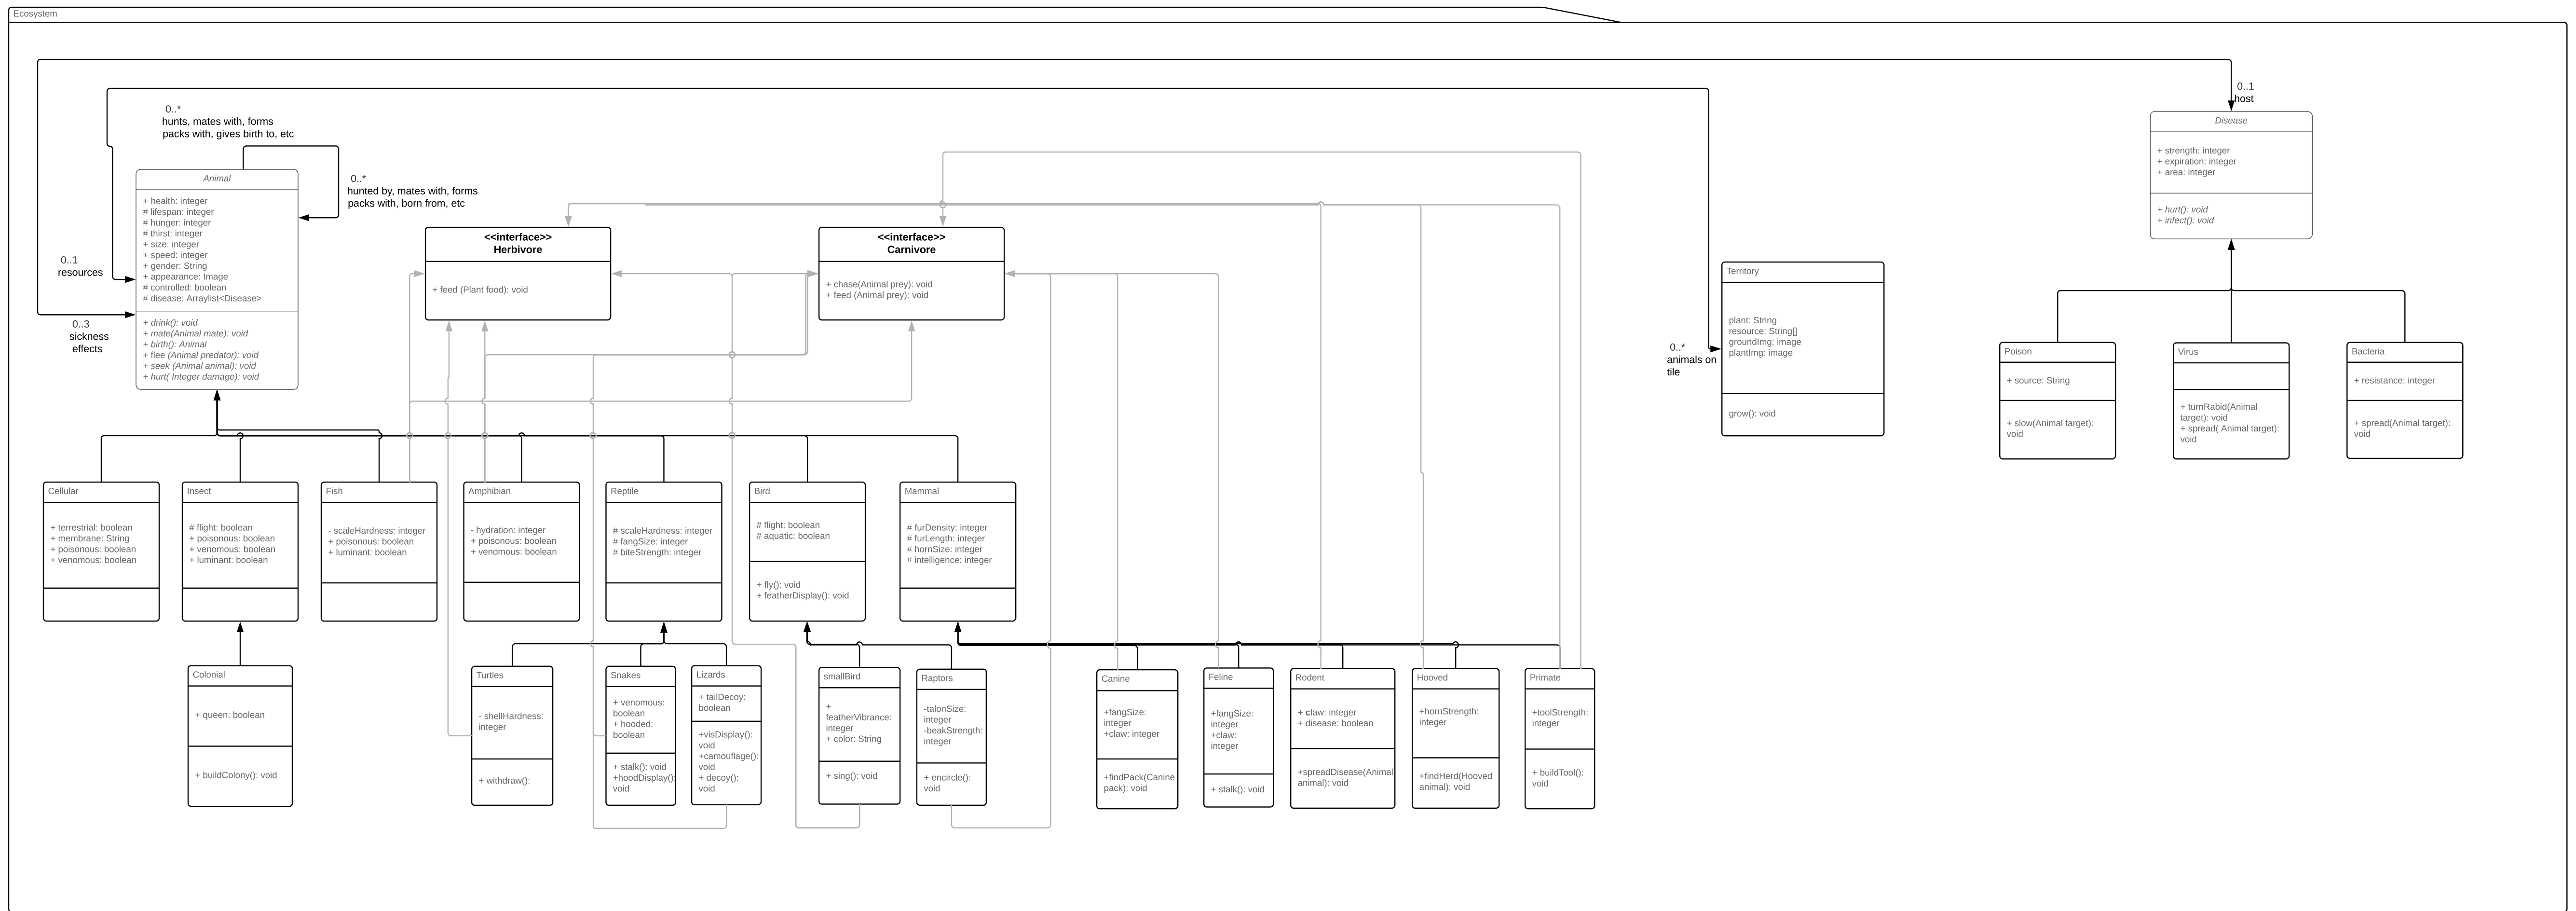 Ecosystem
0..1
host
0..*
hunts, mates with, forms
packs with, gives birth to, etc
0..*
hunted by, mates with, forms
packs with, born from, etc
0..1
resources
0..3
sickness
effects
Animal
+ health: integer
# lifespan: integer
# hunger: integer
# thirst: integer
+ size: integer
+ speed: integer
+ gender: String
+ appearance: Image
# controlled: boolean
# disease: Arraylist<Disease>
+ drink(): void
+ mate(Animal mate): void
+ birth(): Animal
+ flee (Animal predator): void
+ seek (Animal animal): void
+ hurt( Integer damage): void
<<interface>>
Herbivore
+ feed (Plant food): void
<<interface>>
Carnivore
+ chase(Animal prey): void
+ feed (Animal prey): void
0..*
animals on
tile
Territory
plant: String
resource: String[]
groundImg: image
plantImg: image
grow(): void
Disease
+ strength: integer
+ expiration: integer
+ area: integer
+ hurt(): void
+ infect(): void
Poison
+ source: String
+ slow(Animal target):
void
Virus
+ turnRabid(Animal
target): void
+ spread( Animal target):
void
Bacteria
+ resistance: integer
+ spread(Animal target):
void
Cellular
+ terrestrial: boolean
+ membrane: String
+ poisonous: boolean
+ venomous: boolean
Insect
# flight: boolean
+ poisonous: boolean
+ venomous: boolean
+ luminant: boolean
Fish
- scaleHardness: integer
+ poisonous: boolean
+ luminant: boolean
Amphibian
- hydration: integer
+ poisonous: boolean
+ venomous: boolean
Reptile
# scaleHardness: integer
# fangSize: integer
# biteStrength: integer
Bird
# flight: boolean
# aquatic: boolean
+ fly(): void
+ featherDisplay(): void
Mammal
# furDensity: integer
# furLength: integer
# hornSize: integer
# intelligence: integer
Colonial
+ queen: boolean
+ buildColony(): void
Turtles
- shellHardness:
integer
+ withdraw():
Snakes
+ venomous:
boolean
+ hooded:
boolean
+ stalk(): void
+hoodDisplay():
void
Lizards
+ tailDecoy:
boolean
+visDisplay():
void
+camouflage():
void
+ decoy():
void
smallBird
+
featherVibrance:
integer
+ color: String
+ sing(): void
Raptors
-talonSize:
integer
-beakStrength:
integer
+ encircle():
void
Canine
+fangSize:
integer
+claw: integer
+findPack(Canine
pack): void
Feline
+fangSize:
integer
+claw:
integer
+ stalk(): void
Rodent
+ claw: integer
+ disease: boolean
+spreadDisease(Animal
animal): void
Hooved
+hornStrength:
integer
+findHerd(Hooved
animal): void
Primate
+toolStrength:
integer
+ buildTool():
void